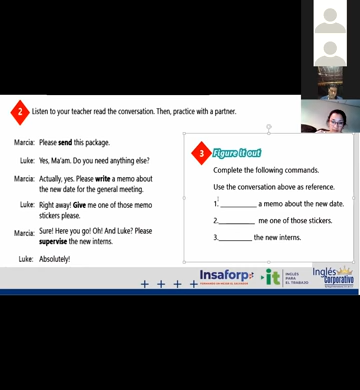 2 Listen to your teacher read the conversation. Then, practice with a partner.
Marcia: Please send this package.
Luke: Yes, Ma'am. Do you need anything else?
Marcia: Actually, yes. Please write a memo about
the new date for the general meeting.
Luke: Right away! Give me one of those memo
stickers please.
Marcia: Sure! Here you go! Oh! And Luke? Please
supervise the new interns.
Luke: Absolutely!
3 Figure it out
Complete the following commands.
Use the conversation above as reference.
1.__________ a memo about the new date.
2.__________ me one of those stickers.
3.__________ the new interns.
Insaforp
it
INGLÉS
PARA
EL TRABAJO
Inglés
Corporativo